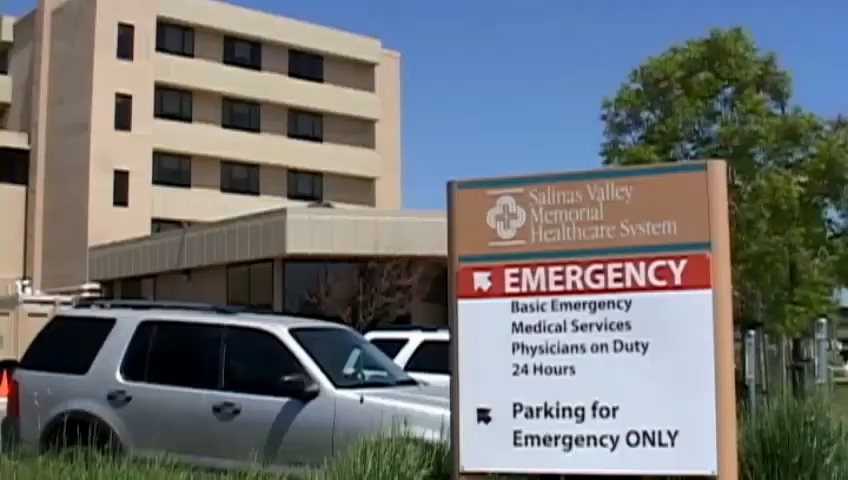 Salinas Valley
Memorial
Healthcare System
EMERGENCY
Basic Emergency
Medical Services
Physicians on Duty
24 Hours
Parking for
Emergency ONLY